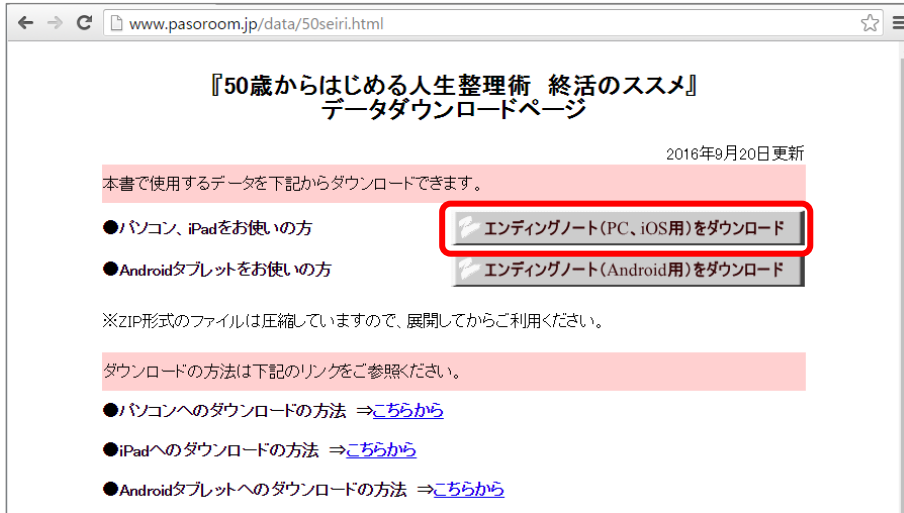 www.pasoroom.jp/data/50seiri.html
『50歳からはじめる人生整理術　終活のススメ』
データダウンロードページ
2016年9月20日更新
本書で使用するデータを下記からダウンロードできます。
●パソコン、iPadをお使いの方
エンディングノート(PC、iOS用)をダウンロード
●Androidタブレットをお使いの方
エンディングノート(Android用)をダウンロード
※ZIP形式のファイルは圧縮していますので、展開してからご利用ください。
ダウンロードの方法は下記のリンクをご参照ください。
●パソコンへのダウンロードの方法　⇒こちらから
●iPadへのダウンロードの方法　⇒こちらから
●Androidタブレットへのダウンロードの方法　⇒こちらから